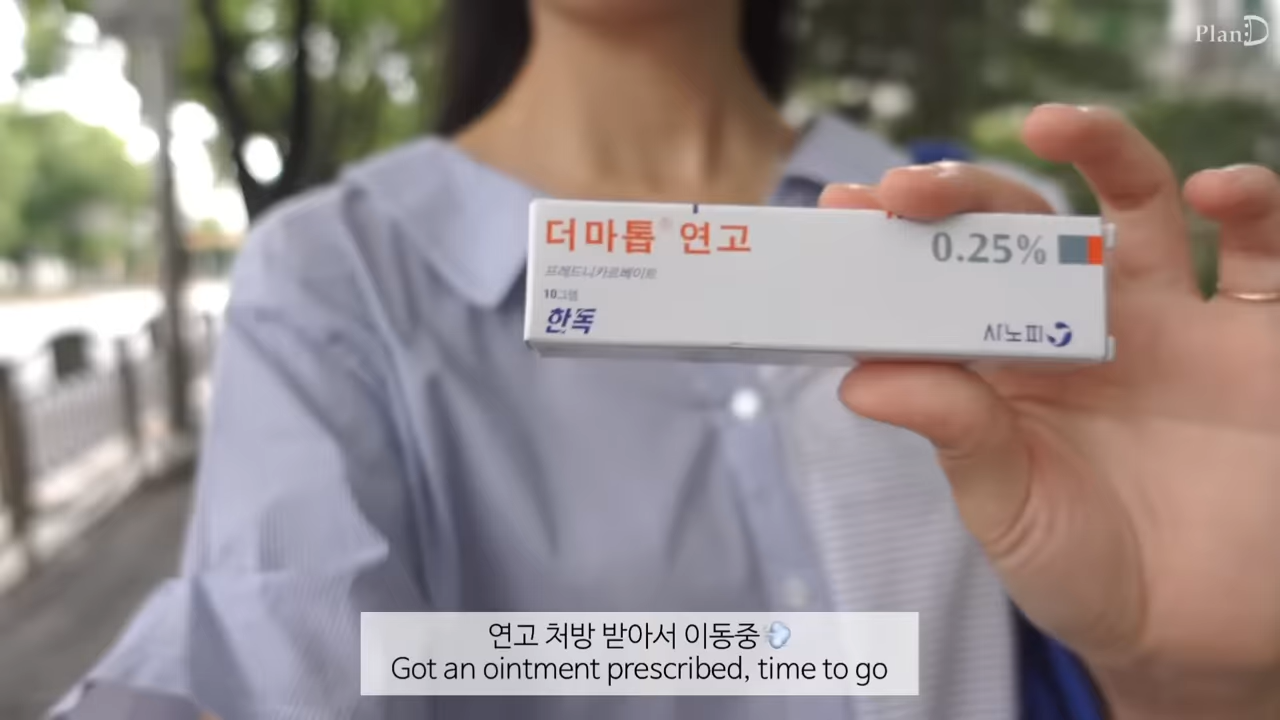 Plan:D
더마톱® 연고
0.25%
프레드니카르베이트
10그램
한독
사노피
연고 처방 받아서 이동중💨
Got an ointment prescribed, time to go